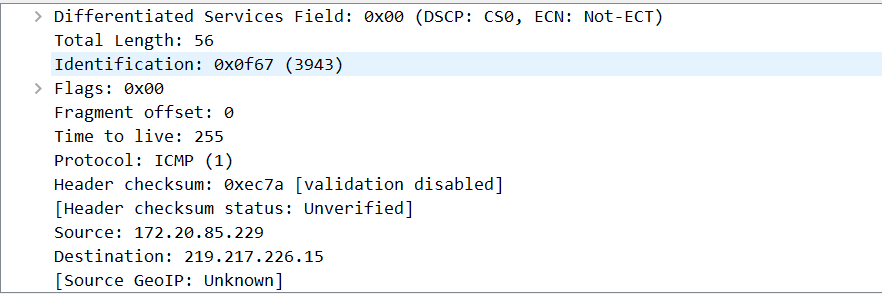 Differentiated Services Field: 0x00 (DSCP: CS0, ECN: Not-ECT)
Total Length: 56
Identification: 0x0f67 (3943)
Flags: 0x00
Fragment offset: 0
Time to live: 255
Protocol: ICMP (1)
Header checksum: 0xec7a [validation disabled]
[Header checksum status: Unverified]
Source: 172.20.85.229
Destination: 219.217.226.15
[Source GeoIP: Unknown]